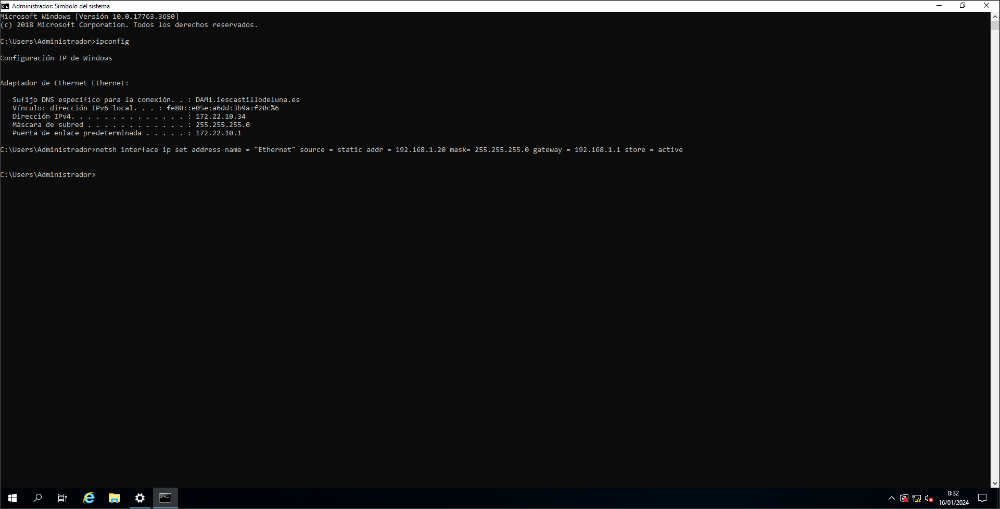 Administrador: Símbolo del sistema
Microsoft Windows [Versión 10.0.17763.3650]
(c) 2018 Microsoft Corporation. Todos los derechos reservados.
C:\Users\Administrador>ipconfig
Configuración IP de Windows
Adaptador de Ethernet Ethernet:
Sufijo DNS específico para la conexión. . : DAM1.iescastillodeluna.es
Vínculo: dirección IPv6 local. . . : fe80::e05e:a6dd:3b9a:f20c%6
Dirección IPv4. . . . . . . . . . . . . . : 172.22.10.34
Máscara de subred . . . . . . . . . . . . : 255.255.255.0
Puerta de enlace predeterminada . . . . . : 172.22.10.1
C:\Users\Administrador>netsh interface ip set address name = "Ethernet" source = static addr = 192.168.1.20 mask= 255.255.255.0 gateway = 192.168.1.1 store = active
C:\Users\Administrador>
8:32
16/01/2024